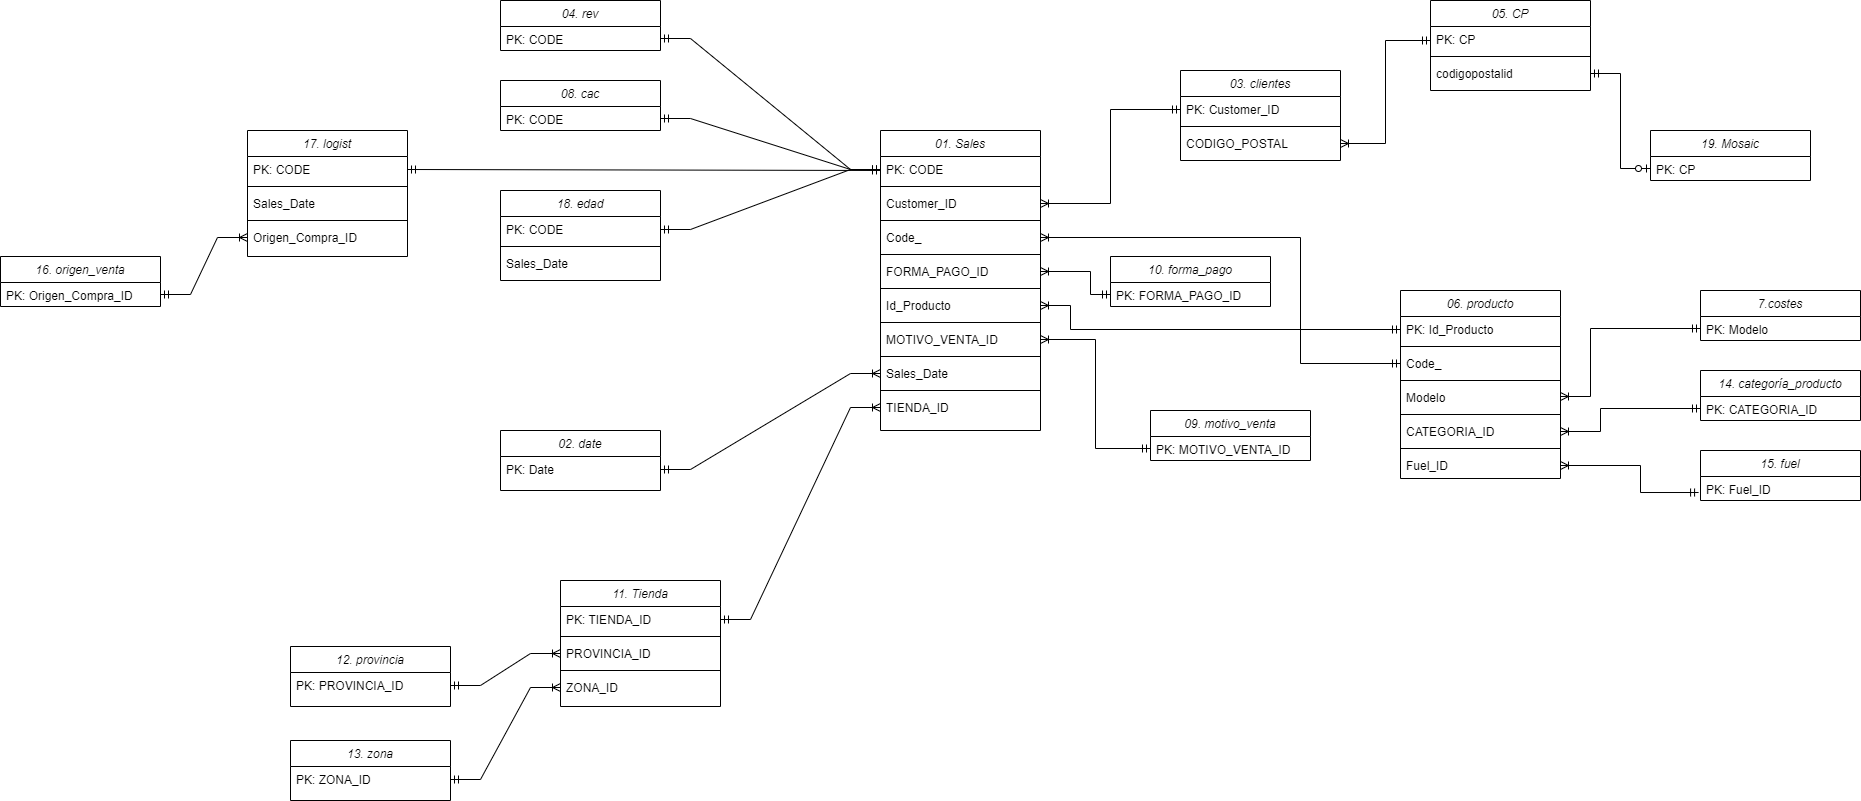 04. rev
PK: CODE
08. cac
PK: CODE
17. logist
PK: CODE
Sales_Date
Origen_Compra_ID
18. edad
PK: CODE
Sales_Date
16. origen_venta
PK: Origen_Compra_ID
01. Sales
PK: CODE
Customer_ID
Code_
FORMA_PAGO_ID
Id_Producto
MOTIVO_VENTA_ID
Sales_Date
TIENDA_ID
03. clientes
PK: Customer_ID
CODIGO_POSTAL
05. CP
PK: CP
codigopostalid
19. Mosaic
PK: CP
10. forma_pago
PK: FORMA_PAGO_ID
06. producto
PK: Id_Producto
Code_
Modelo
CATEGORIA_ID
Fuel_ID
7.costes
PK: Modelo
14. categoría_producto
PK: CATEGORIA_ID
15. fuel
PK: Fuel_ID
09. motivo_venta
PK: MOTIVO_VENTA_ID
02. date
PK: Date
11. Tienda
PK: TIENDA_ID
PROVINCIA_ID
ZONA_ID
12. provincia
PK: PROVINCIA_ID
13. zona
PK: ZONA_ID